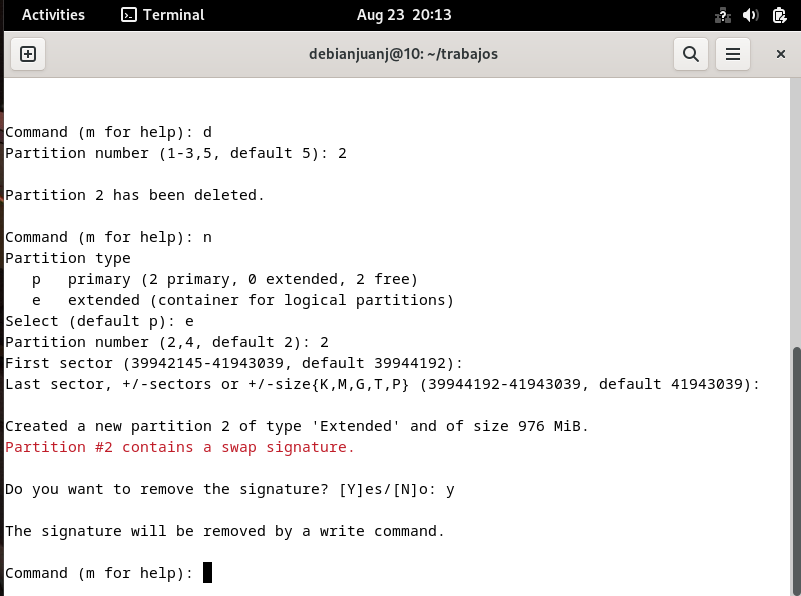 Activities
Terminal
Aug 23 20:13
debianjuanj@10: ~/trabajos
Command (m for help): d
Partition number (1-3,5, default 5): 2
Partition 2 has been deleted.
Command (m for help): n
Partition type
   p   primary (2 primary, 0 extended, 2 free)
   e   extended (container for logical partitions)
Select (default p): e
Partition number (2,4, default 2): 2
First sector (39942145-41943039, default 39944192):
Last sector, +/-sectors or +/-size{K,M,G,T,P} (39944192-41943039, default 41943039):
Created a new partition 2 of type 'Extended' and of size 976 MiB.
Partition #2 contains a swap signature.
Do you want to remove the signature? [Y]es/[N]o: y
The signature will be removed by a write command.
Command (m for help):